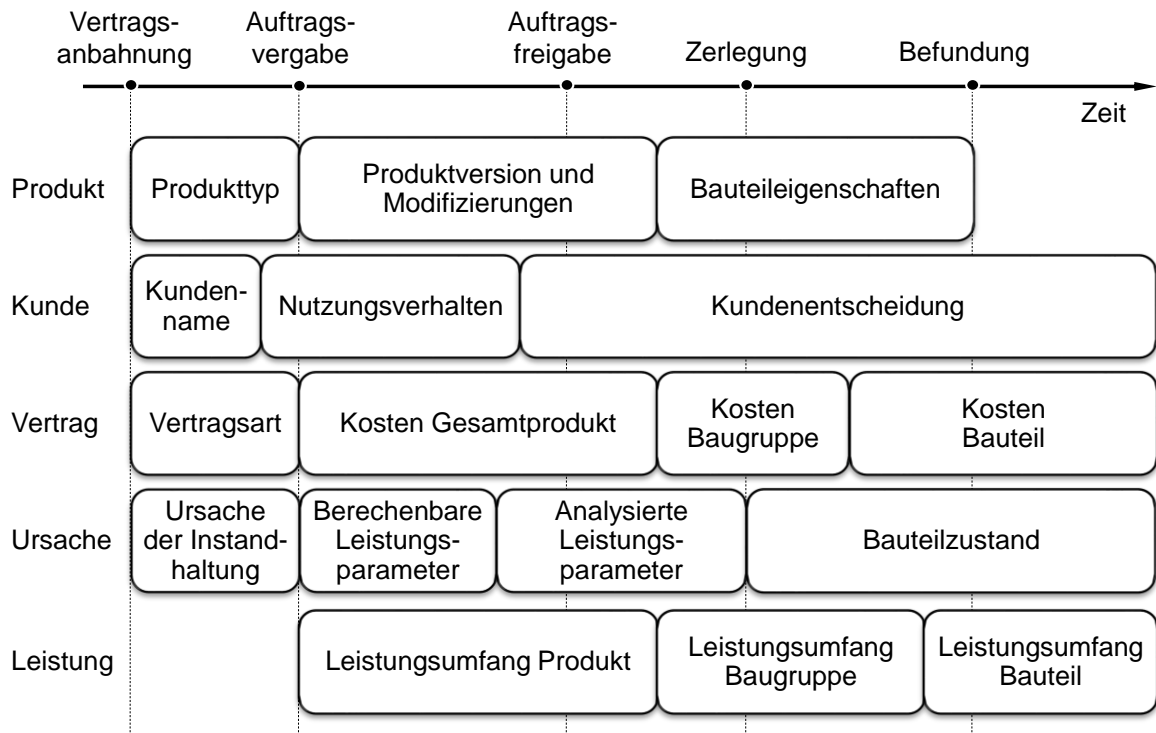 Vertrags-
anbahnung
Auftrags-
vergabe
Auftrags-
freigabe
Zerlegung
Befundung
Zeit
Produkt
Produkttyp
Produktversion und
Modifizierungen
Bauteileigenschaften
Kunde
Kunden-
name
Nutzungsverhalten
Kundenentscheidung
Vertrag
Vertragsart
Kosten Gesamtprodukt
Kosten
Baugruppe
Kosten
Bauteil
Ursache
Ursache
der Instand-
haltung
Berechenbare
Leistungs-
parameter
Analysierte
Leistungs-
parameter
Bauteilzustand
Leistung
Leistungsumfang Produkt
Leistungsumfang
Baugruppe
Leistungsumfang
Bauteil